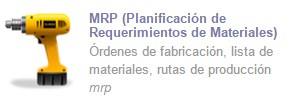 MRP (Planificación de
Requerimientos de Materiales)
Órdenes de fabricación, lista de
materiales, rutas de producción
mrp